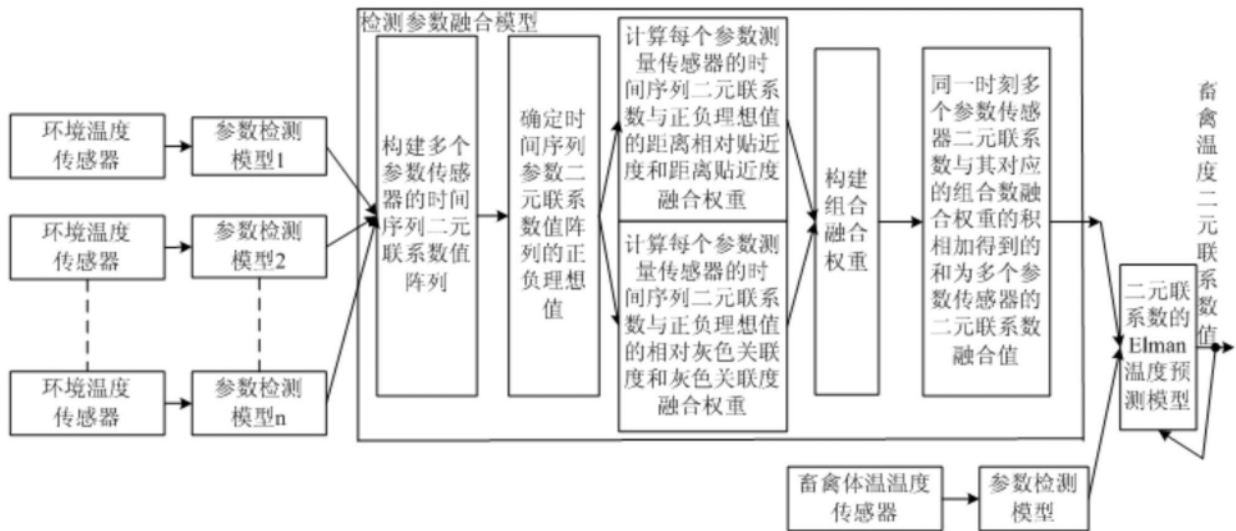 检测参数融合模型
环境温度
传感器
参数检测
模型1
环境温度
传感器
参数检测
模型2
环境温度
传感器
参数检测
模型n
构建多个
参数传感
器的时间
序列二元
联系数值
阵列
确定时
间序列
参数二
元联系
数值阵
列的正
负理想
值
计算每个参数测
量传感器的时
间序列二元联系
数与正负理想值
的距离相对贴近
度和距离贴近度
融合权重
计算每个参数测
量传感器的时
间序列二元联系
数与正负理想值
的相对灰色关联
度和灰色关联度
融合权重
构建
组合
融合
权重
同一时刻多
个参数传感
器二元联系
数与其对应
的组合数融
合权重的积
相加得到的
和为多个参
数传感器的
二元联系数
融合值
畜禽体温温度
传感器
参数检测
模型
二元联
系数的
Elman
温度预
测模型
畜禽温度二元联系数值